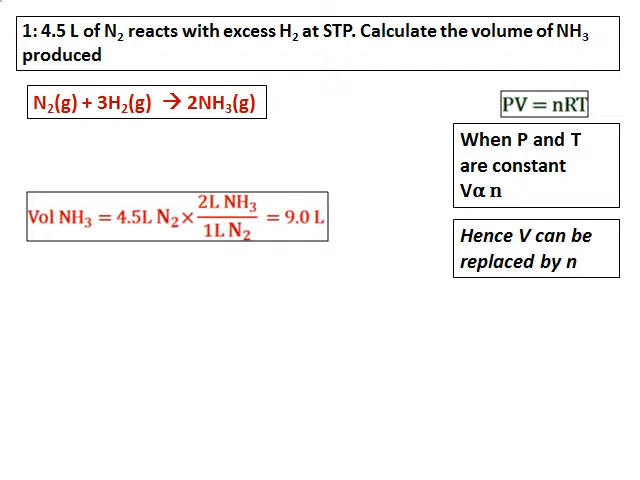 1: 4.5 L of N₂ reacts with excess H₂ at STP. Calculate the volume of NH₃
produced
N₂(g) + 3H₂(g) → 2NH₃(g)
PV = nRT
When P and T
are constant
Vα n
Vol NH₃ = 4.5L N₂ × 2L NH₃ / 1L N₂ = 9.0 L
Hence V can be
replaced by n